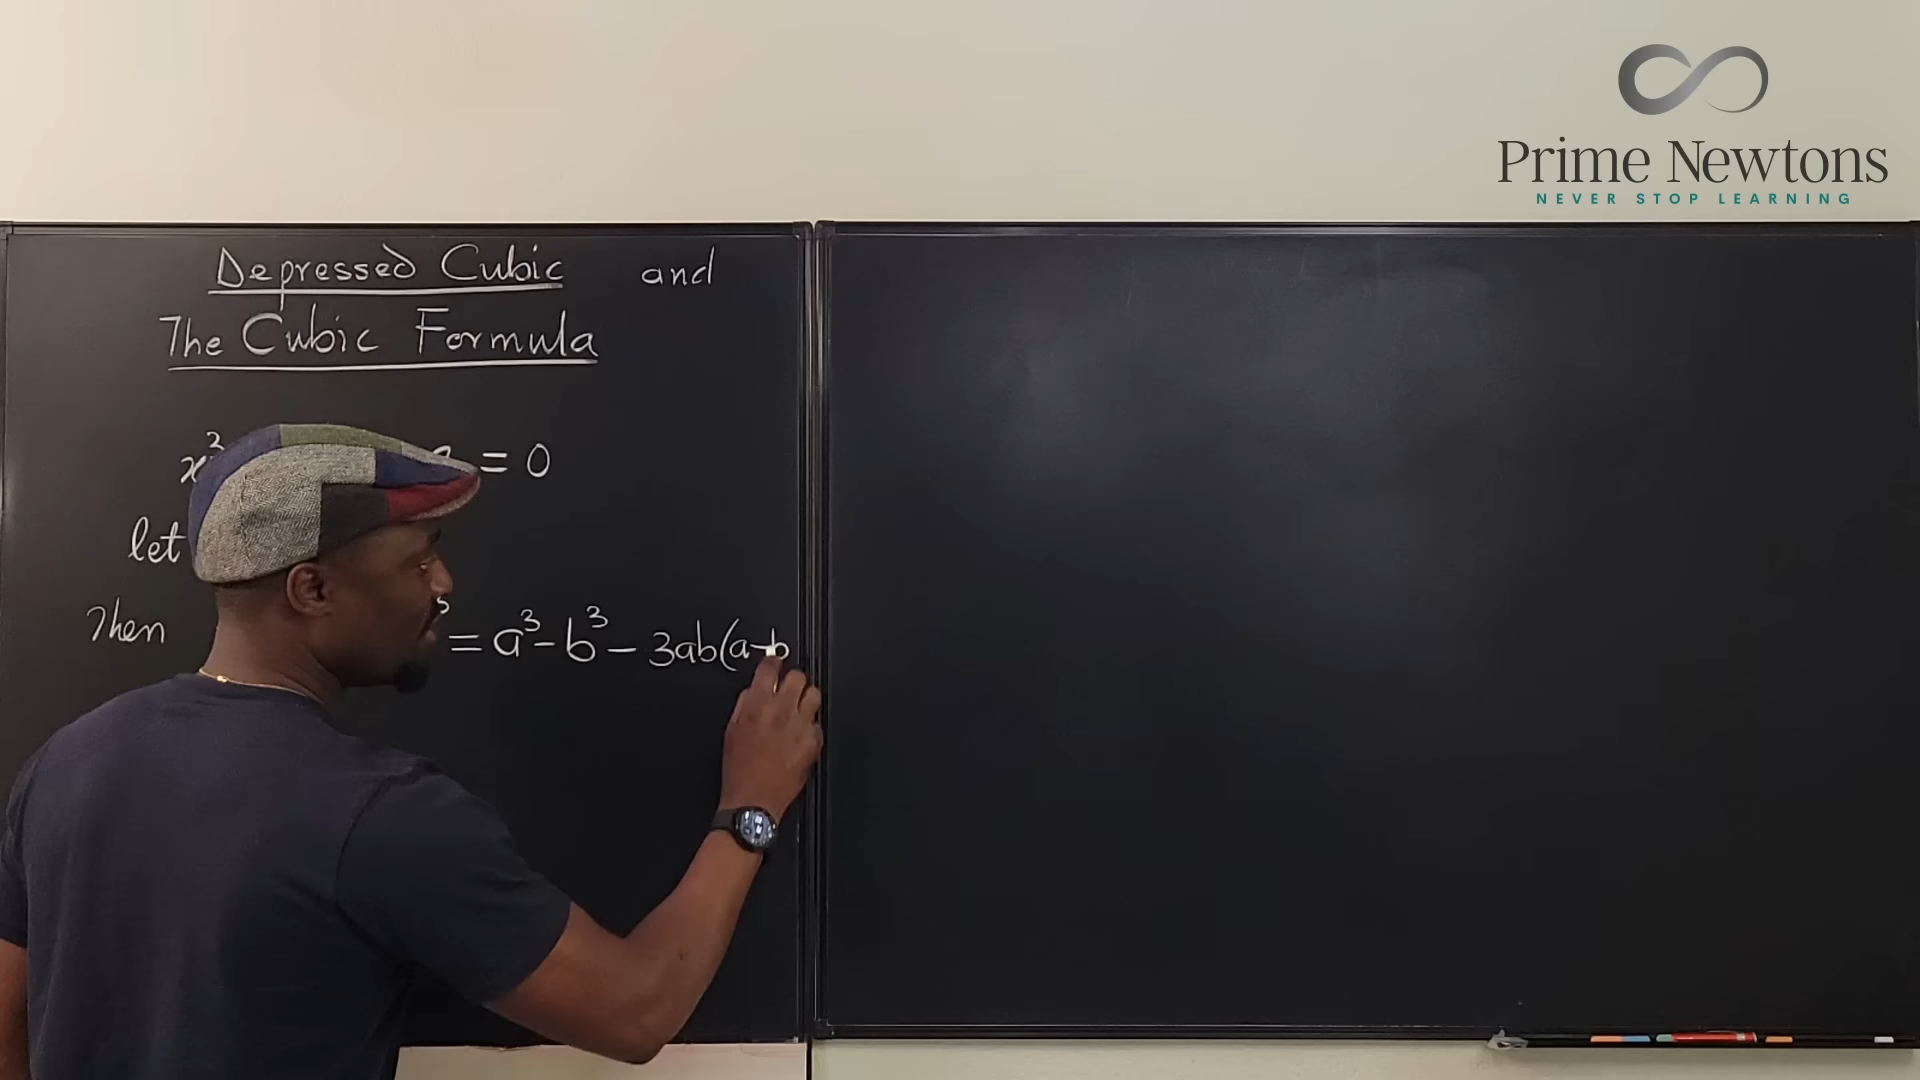 Prime Newtons
NEVER STOP LEARNING
Depressed Cubic and
The Cubic Formula
= 0
let
Then = a³ - b³ - 3ab(a-b